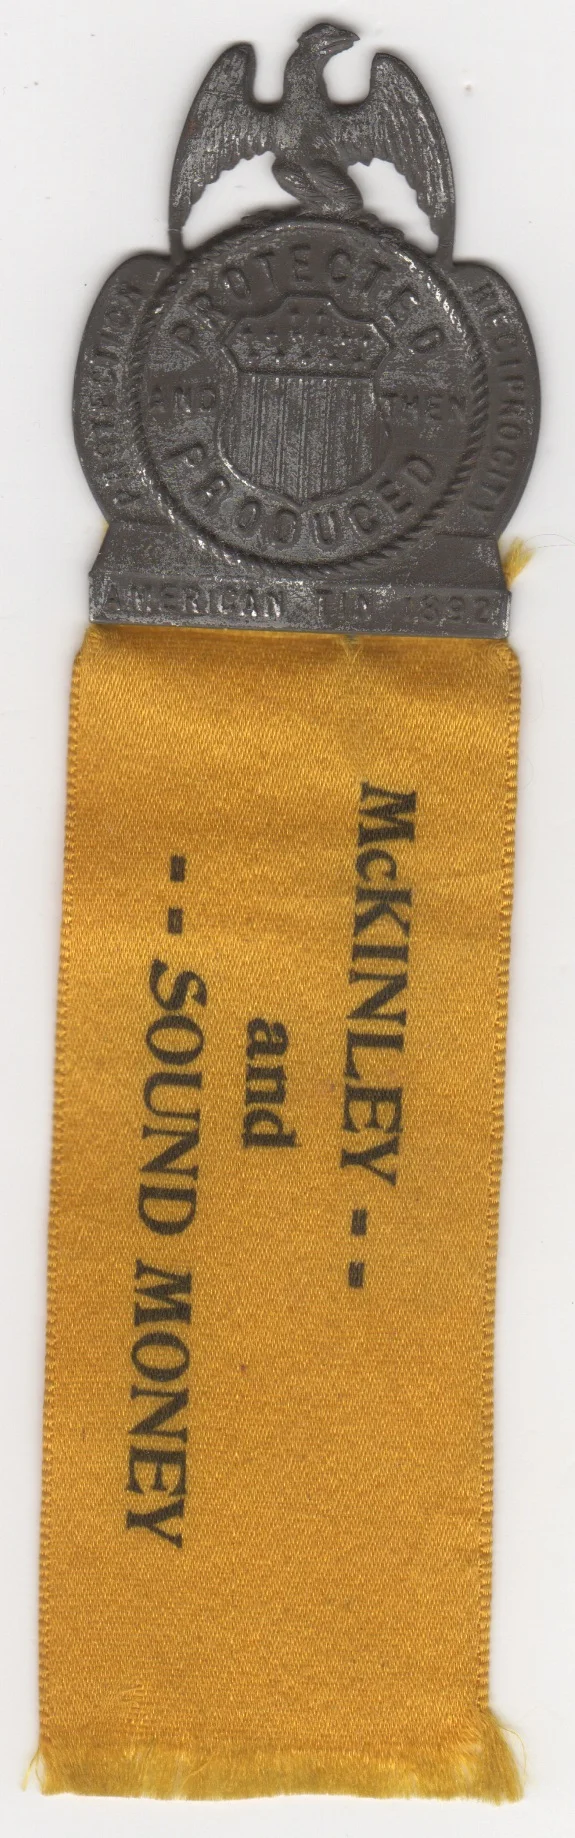 PROTECTED
AND THEN
PRODUCED
PROTECTION
RECIPROCITY
AMERICAN TIN 1892
McKINLEY - -
and
- - SOUND MONEY